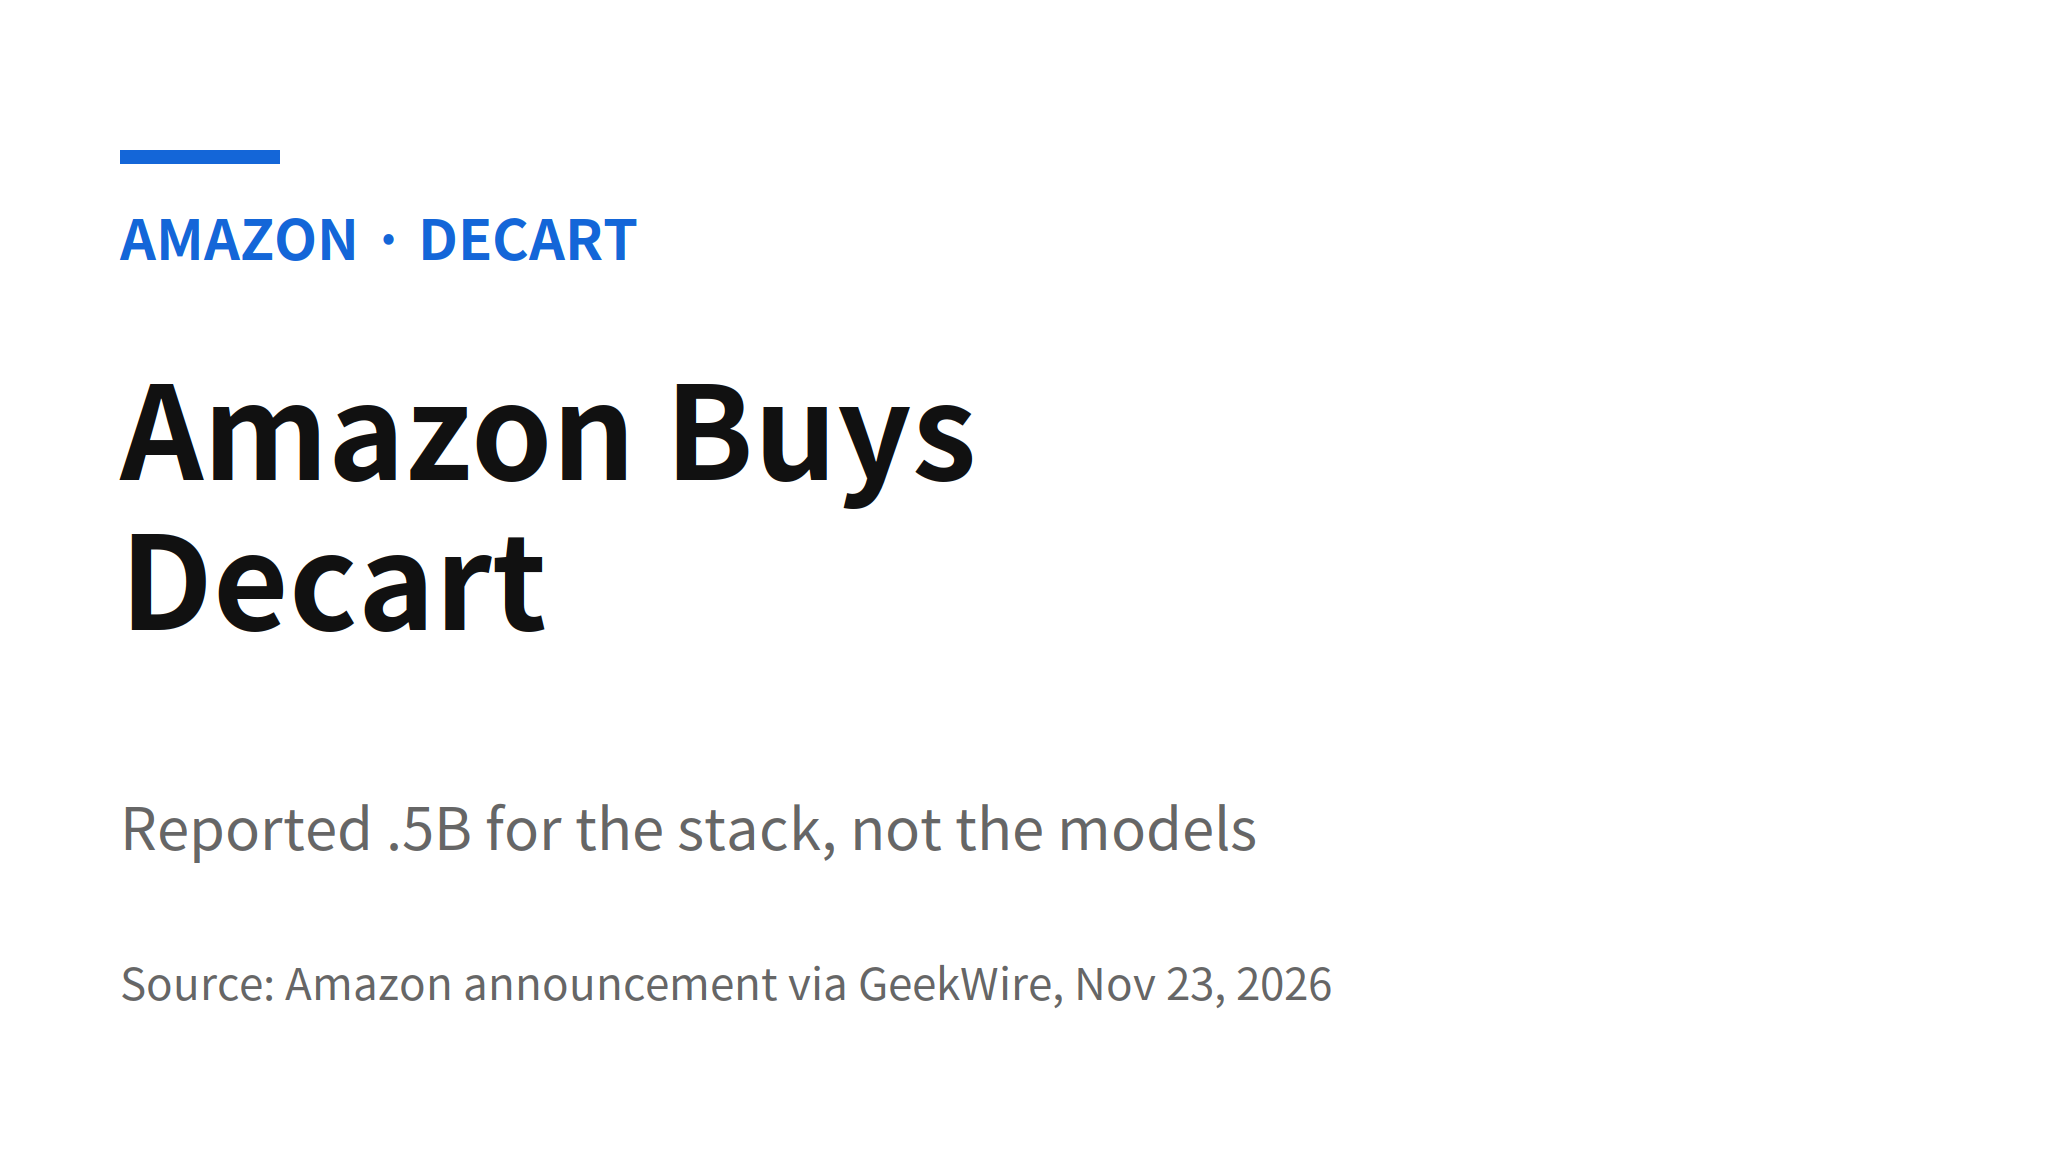 AMAZON · DECART
Amazon Buys
Decart
Reported .5B for the stack, not the models
Source: Amazon announcement via GeekWire, Nov 23, 2026